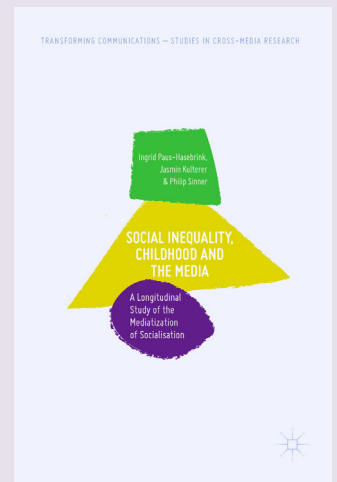 TRANSFORMING COMMUNICATIONS – STUDIES IN CROSS-MEDIA RESEARCH
Ingrid Paus-Hasebrink,
Jasmin Kulterer
& Philip Sinner
SOCIAL INEQUALITY,
CHILDHOOD AND
THE MEDIA
A Longitudinal
Study of the
Mediatization
of Socialisation